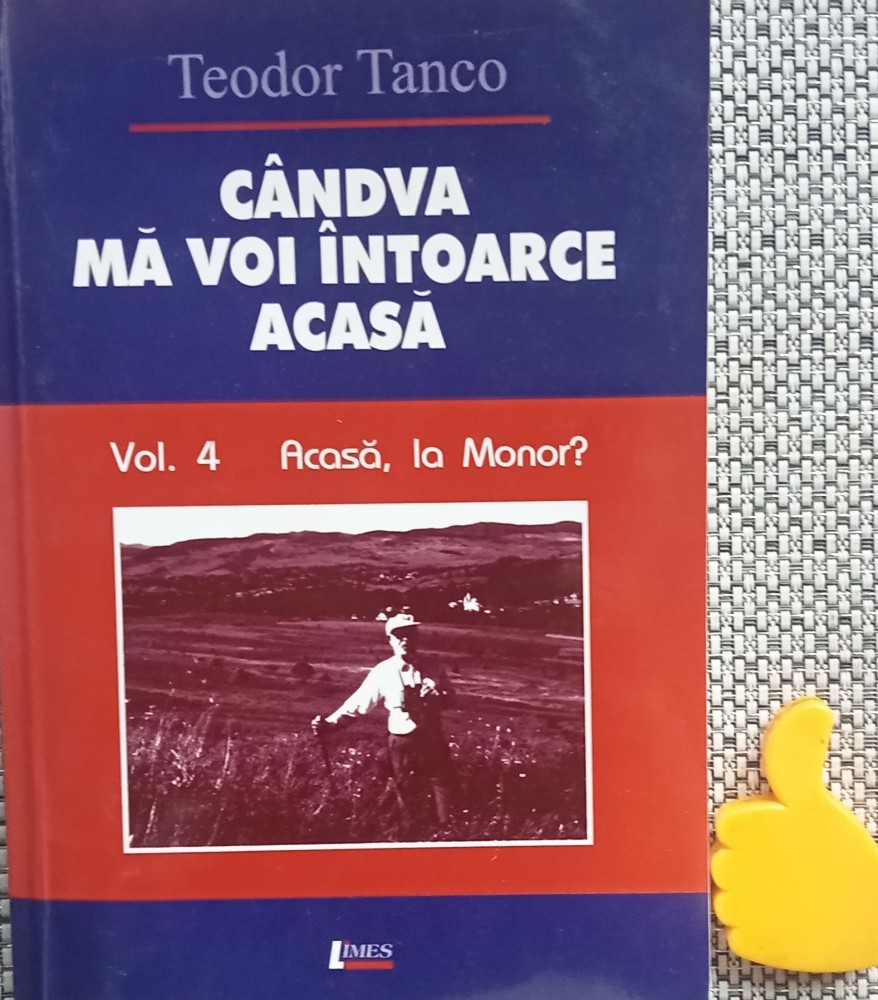 Teodor Tanco
CÂNDVA
MĂ VOI ÎNTOARCE
ACASĂ
Vol. 4 Acasă, la Monor?
LIMES